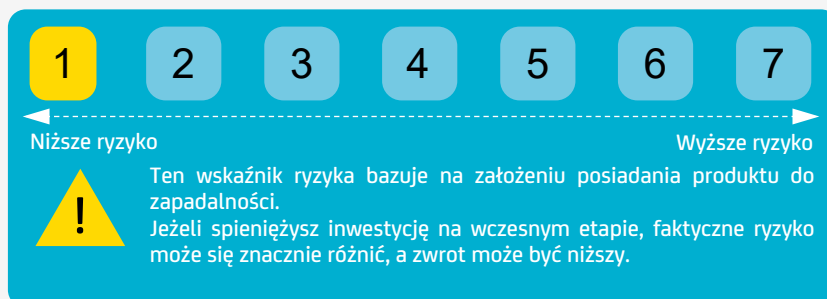 1 2 3 4 5 6 7
Niższe ryzyko Wyższe ryzyko
! Ten wskaźnik ryzyka bazuje na założeniu posiadania produktu do
zapadalności.
Jeżeli spieniężysz inwestycję na wczesnym etapie, faktyczne ryzyko
może się znacznie różnić, a zwrot może być niższy.